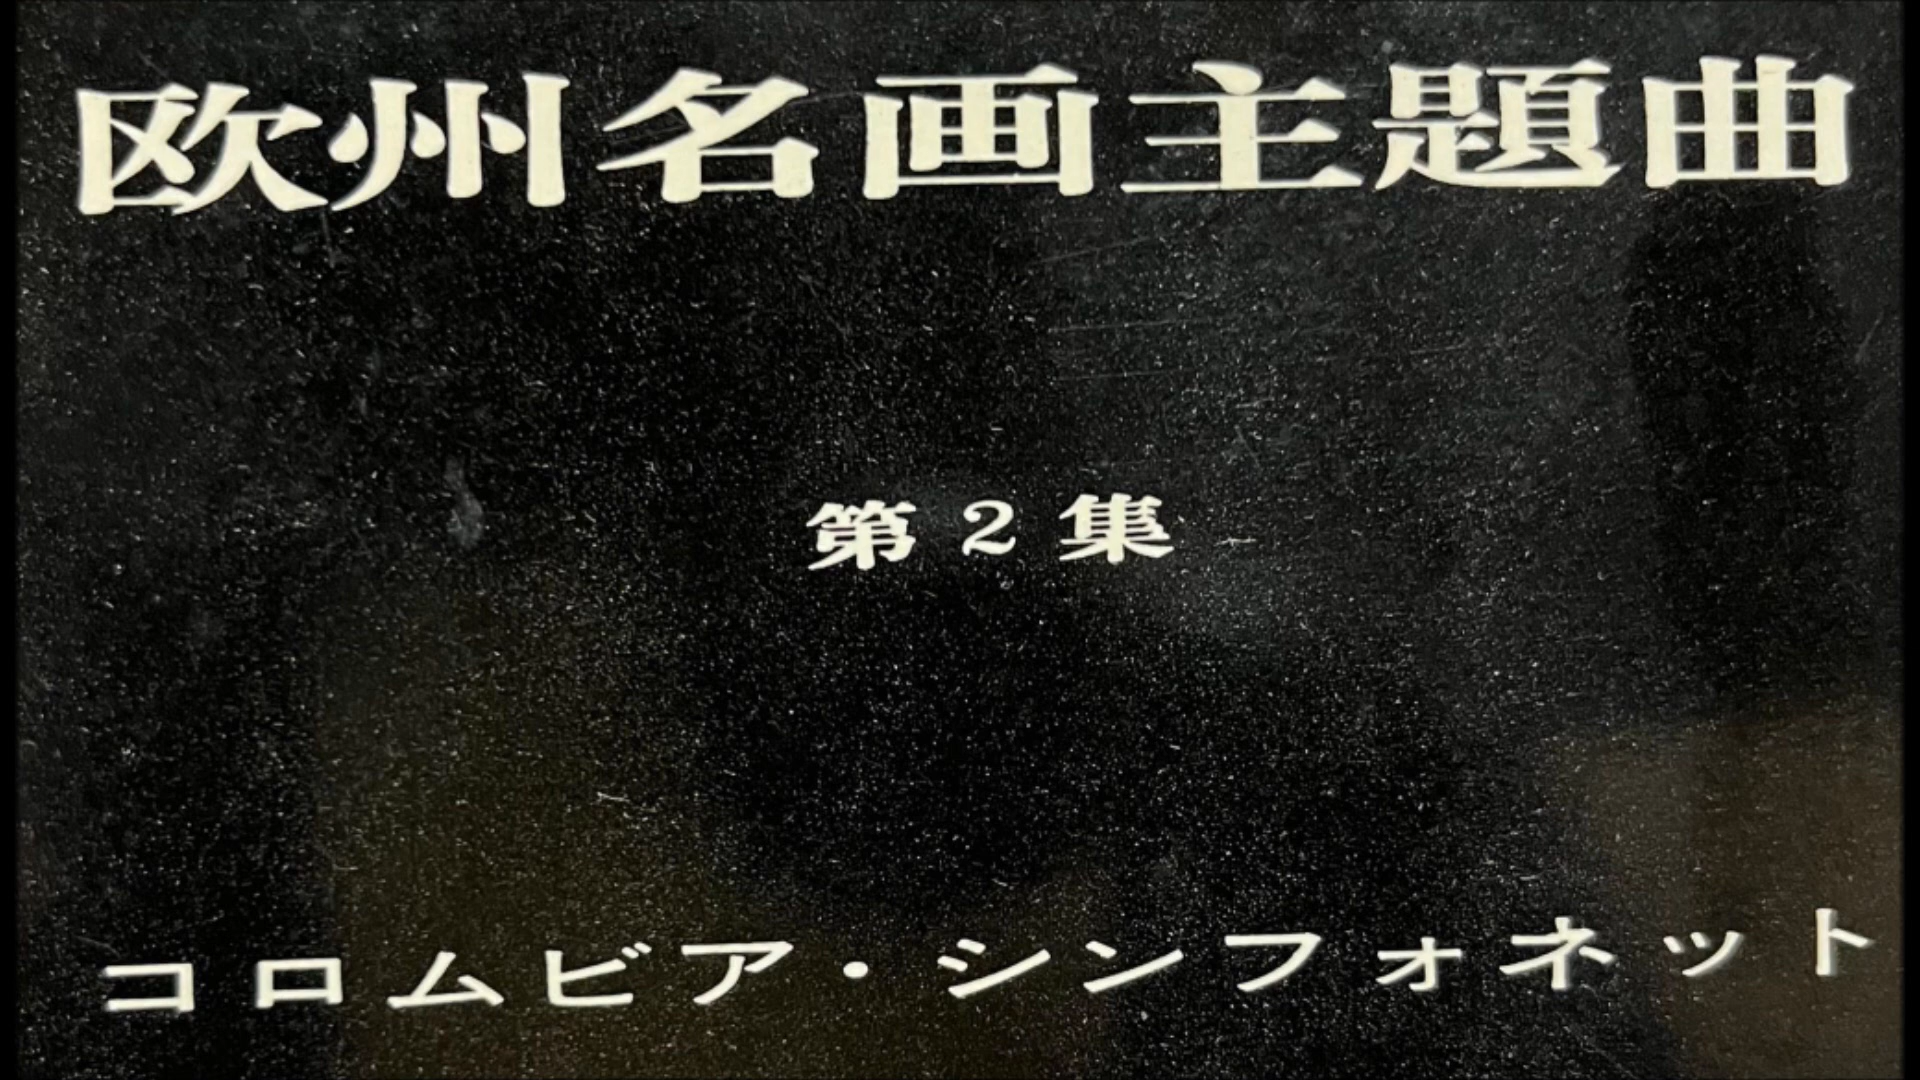 欧州名画主題曲
第2集
コロムビア・シンフォネット